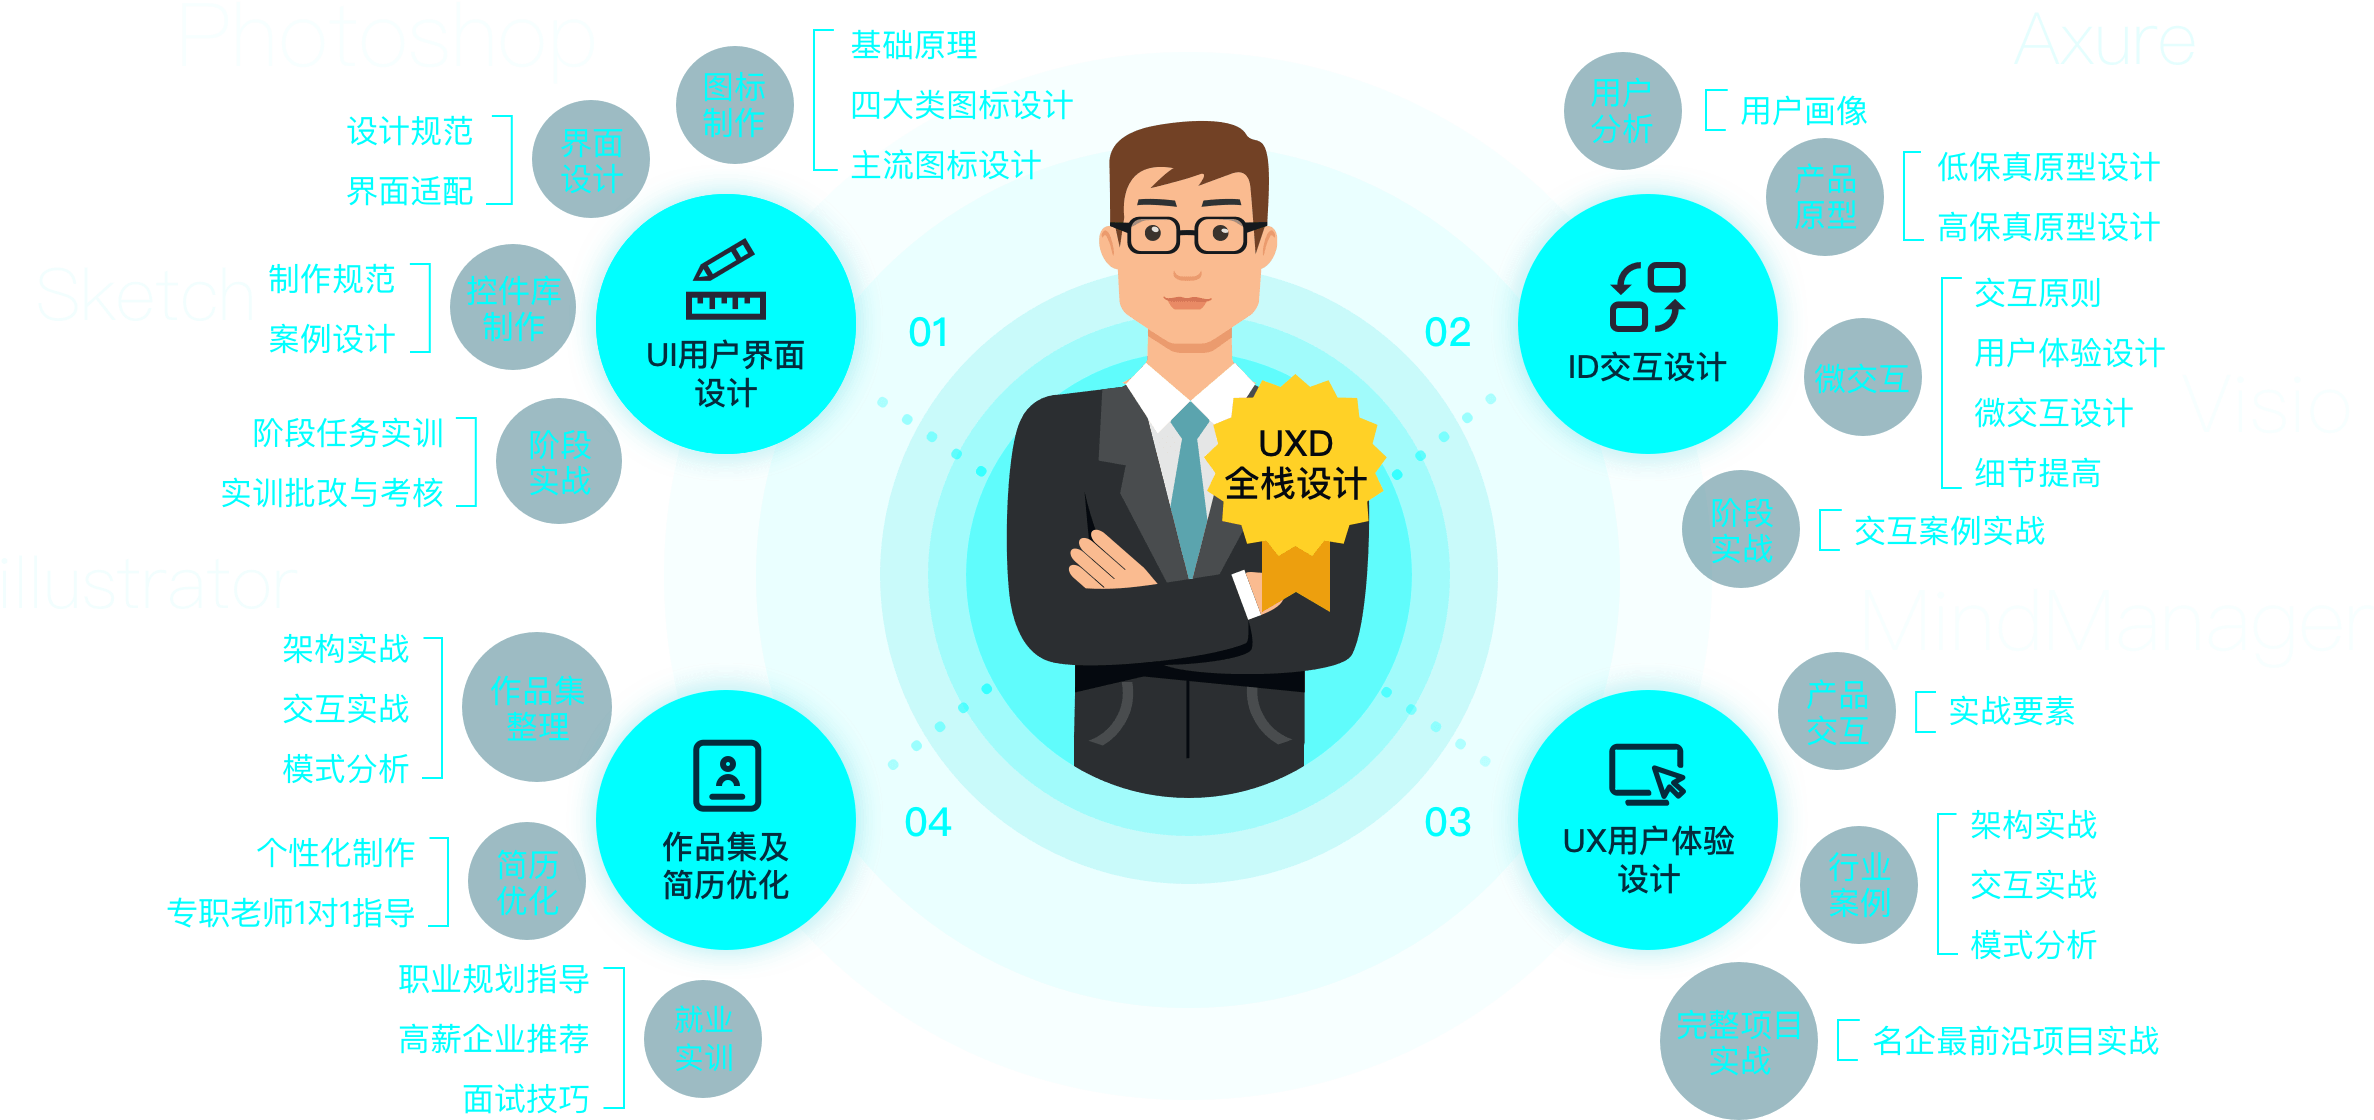 Photoshop
Sketch
illustrator
Axure
Visio
MindManager
UXD
全栈设计
01
UI用户界面
设计
图标
制作
基础原理
四大类图标设计
主流图标设计
界面
设计
设计规范
界面适配
控件库
制作
制作规范
案例设计
阶段
实战
阶段任务实训
实训批改与考核
02
ID交互设计
用户
分析
用户画像
产品
原型
低保真原型设计
高保真原型设计
微交互
交互原则
用户体验设计
微交互设计
细节提高
阶段
实战
交互案例实战
03
UX用户体验
设计
产品
交互
实战要素
行业
案例
架构实战
交互实战
模式分析
完整项目
实战
名企最前沿项目实战
04
作品集及
简历优化
作品集
整理
架构实战
交互实战
模式分析
简历
优化
个性化制作
专职老师1对1指导
就业
实训
职业规划指导
高薪企业推荐
面试技巧